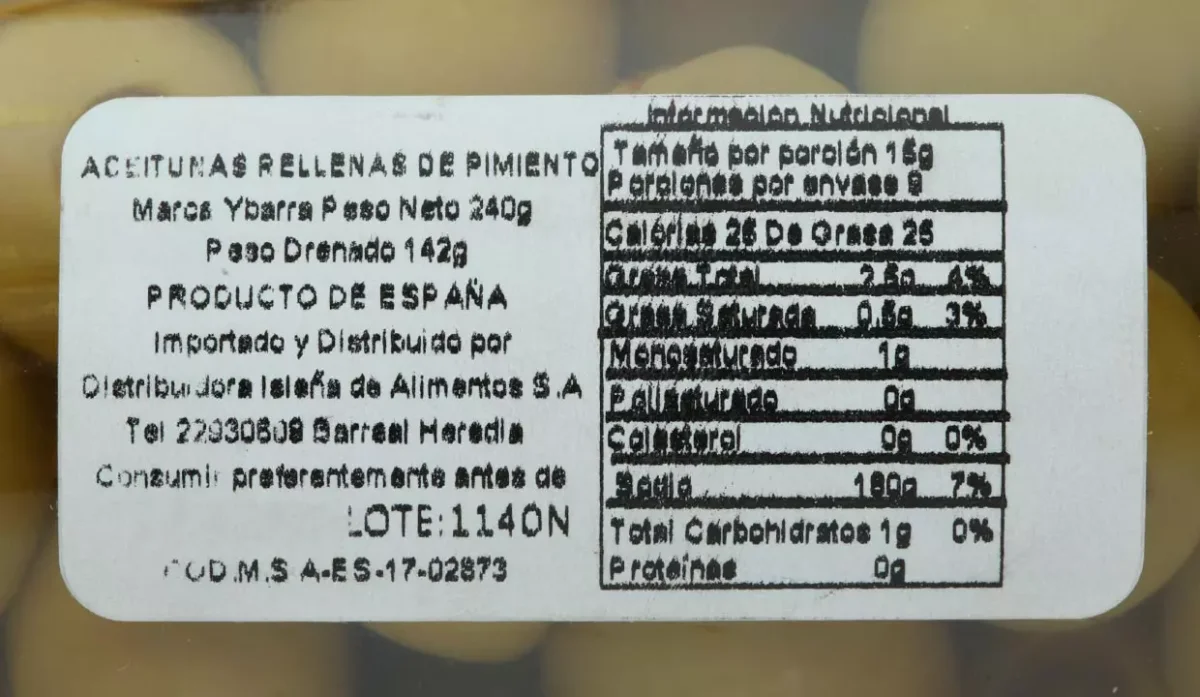 ACEITUNAS RELLENAS DE PIMIENTO
Marca Ybarra Peso Neto 240g
Peso Drenado 142g
PRODUCTO DE ESPAÑA
Importado y Distribuido por
Distribuidora Isleña de Alimentos S.A
Tel Barreal Heredia
Consumir preferentemente antes de
LOTE:1140N
COD.M.S A-ES-17-02873
Información Nutricional
Tamaño por porción 15g
Porciones por envase 9
Calorías 25 De Grasa 25
Grasa Total 2.5g 4%
Grasa Saturada 0.5g 3%
Monosaturado 1g
Polisaturado 0g
Colesterol 0g 0%
Sodio 7%
Total Carbohidratos 1g 0%
Proteínas 0g